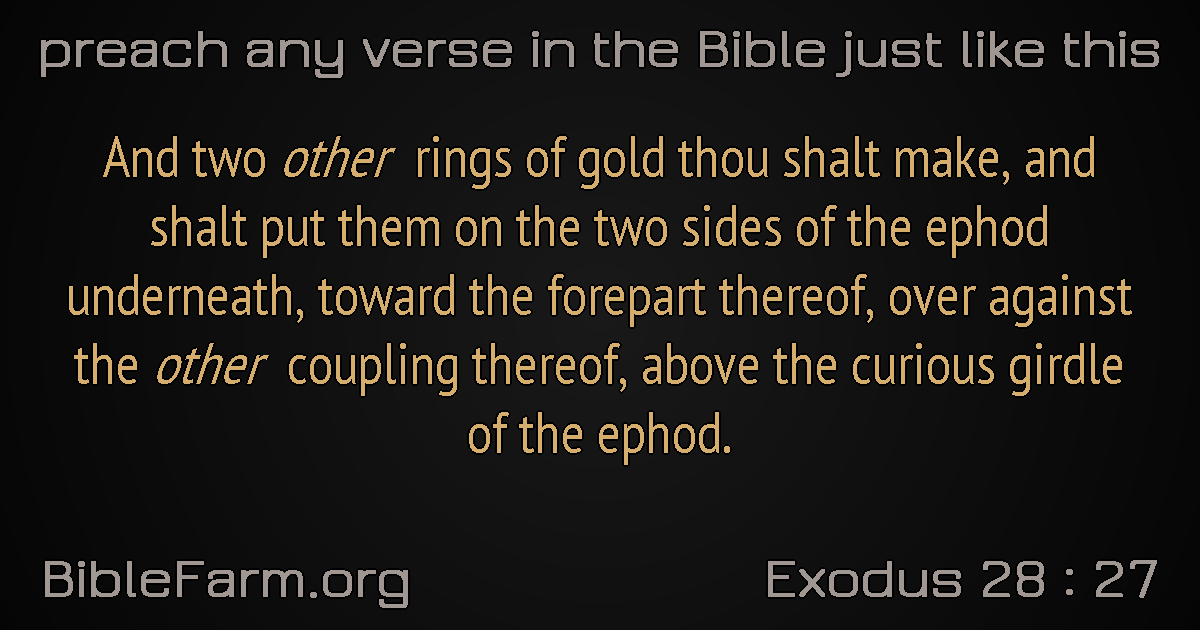 preach any verse in the Bible just like this
And two other rings of gold thou shalt make, and
shalt put them on the two sides of the ephod
underneath, toward the forepart thereof, over against
the other coupling thereof, above the curious girdle
of the ephod.
BibleFarm.org
Exodus 28 : 27